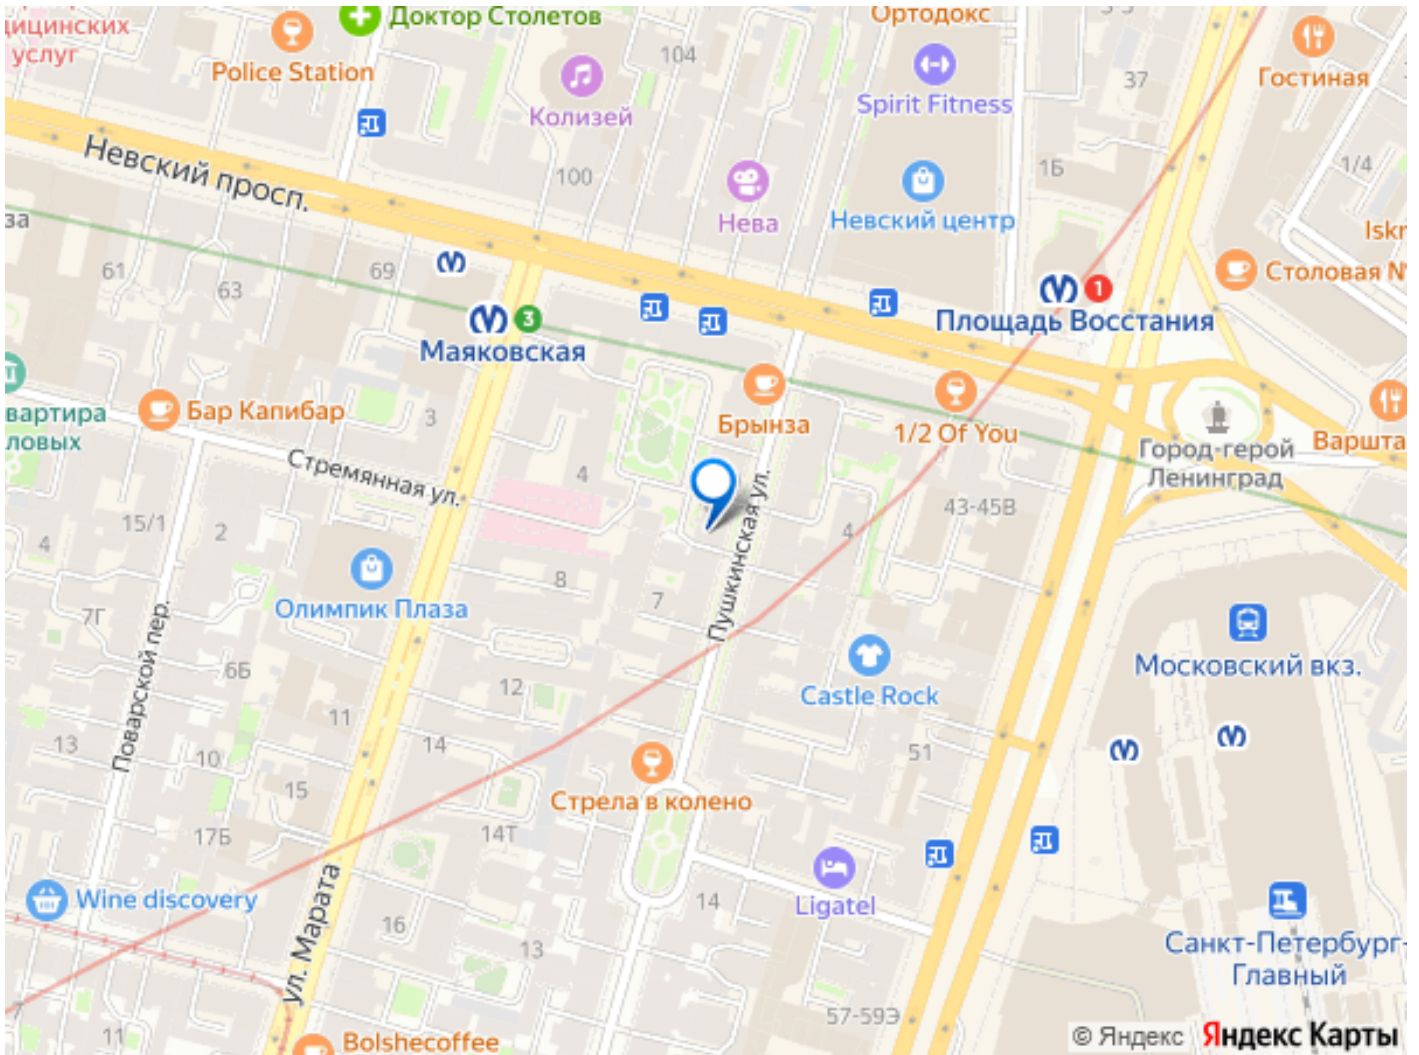 дицинских
услуг
Police Station
Доктор Столетов
Колизей
104
Ортодокс
Spirit Fitness
37
Гостиная
Невский просп.
100
Нева
Невский центр
1Б
1/4
за
61
63
69
3
Маяковская
1
Площадь Восстания
Iskr
Столовая №
вартира
ловых
Бар Капибар
3
Брынза
1/2 Of You
Город-герой
Ленинград
Варшта
Стремянная ул.
4
15/1
2
4
Пушкинская ул.
4
43-45В
Олимпик Плаза
8
7
7Г
Поварской пер.
6Б
12
Castle Rock
Московский вкз.
11
13
10
14
15
51
Стрела в колено
17Б
14Т
ул. Марата
Wine discovery
Ligatel
14
16
13
Санкт-Петербург-
Главный
7
11
57-59Э
Bolshecoffee
© Яндекс Яндекс Карты